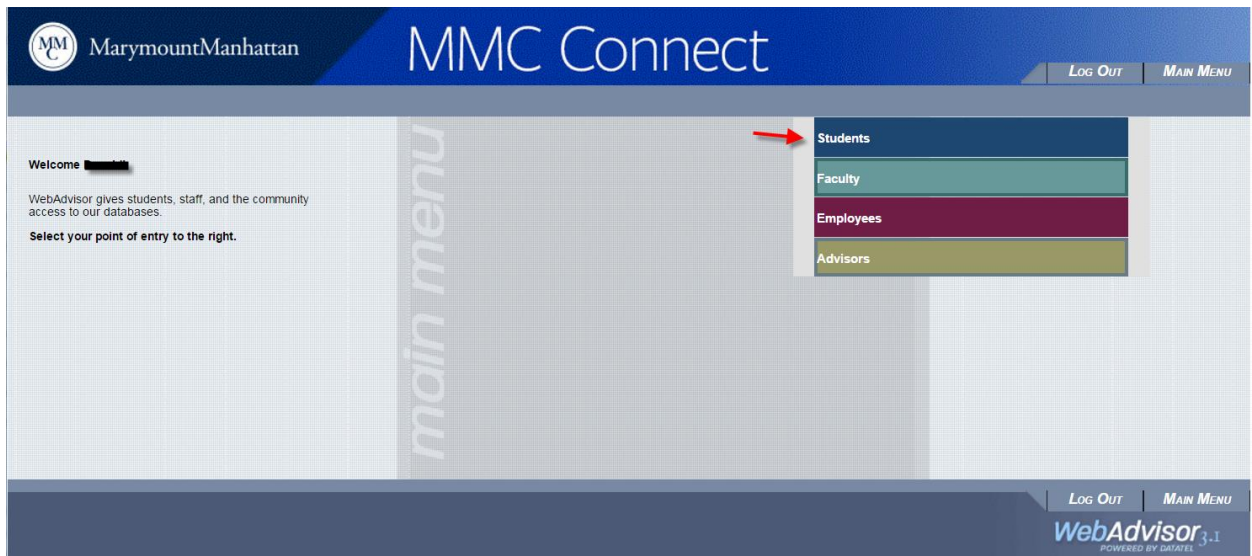 MMC
MarymountManhattan
MMC Connect
LOG OUT
MAIN MENU
Students
Faculty
Employees
Advisors
Welcome
WebAdvisor gives students, staff, and the community
access to our databases.
Select your point of entry to the right.
main menu
LOG OUT
MAIN MENU
WebAdvisor 3.1
POWERED BY DATATEL